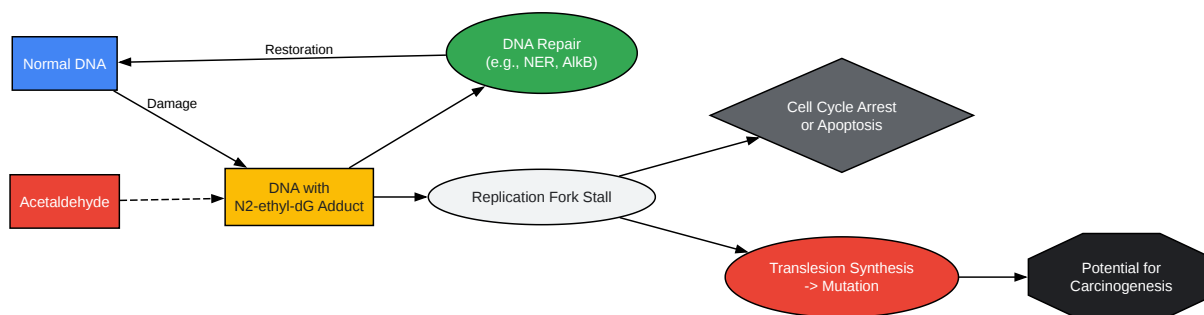 Normal DNA
Restoration
DNA Repair
(e.g., NER, AlkB)
Damage
Cell Cycle Arrest
or Apoptosis
Acetaldehyde
DNA with
N2-ethyl-dG Adduct
Replication Fork Stall
Translesion Synthesis
-> Mutation
Potential for
Carcinogenesis